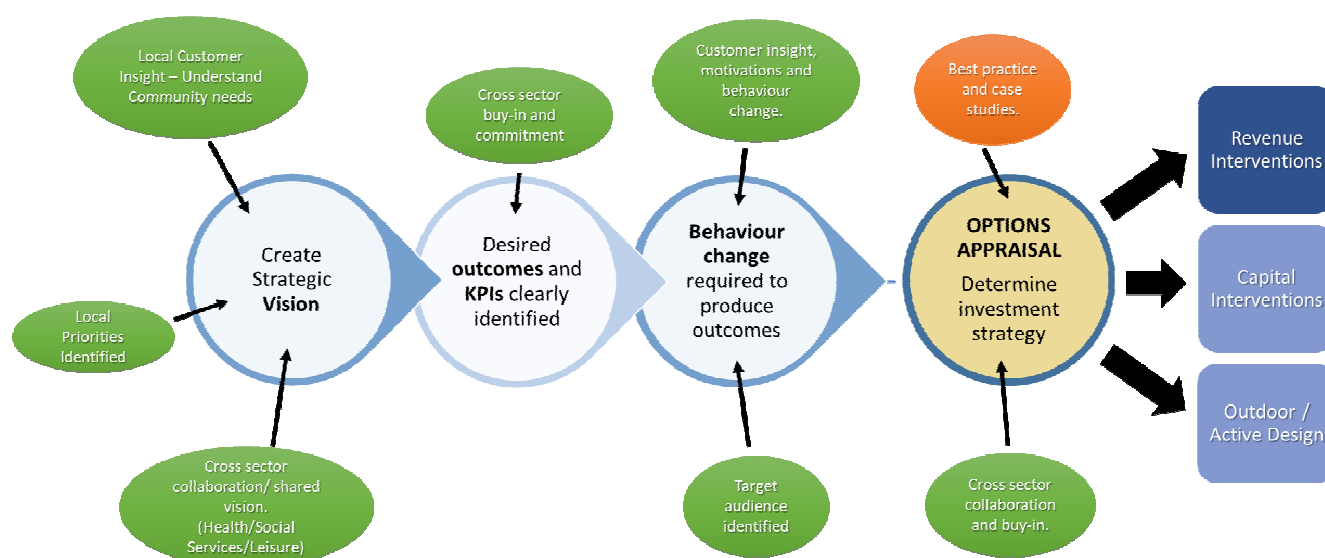 Local Customer
Insight – Understand
Community needs
Cross sector
buy-in and
commitment
Customer insight,
motivations and
behaviour
change.
Best practice
and case
studies.
Revenue
Interventions
Create
Strategic
Vision
Desired
outcomes and
KPIs clearly
identified
Behaviour
change
required to
produce
outcomes
OPTIONS
APPRAISAL
Determine
investment
strategy
Capital
Interventions
Local
Priorities
Identified
Outdoor /
Active Design
Cross sector
collaboration/ shared
vision.
(Health/Social
Services/Leisure)
Target
audience
identified
Cross sector
collaboration
and buy-in.